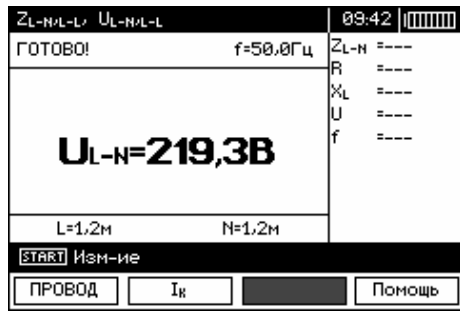 ZL-N/L-L, UL-N/L-L 09:42
ГОТОВО! f=50,0Гц
ZL-N =---
R =---
XL =---
U =---
f =---
UL-N=219,3В
L=1,2м N=1,2м
START Изм-ие
ПРОВОД IK Помощь